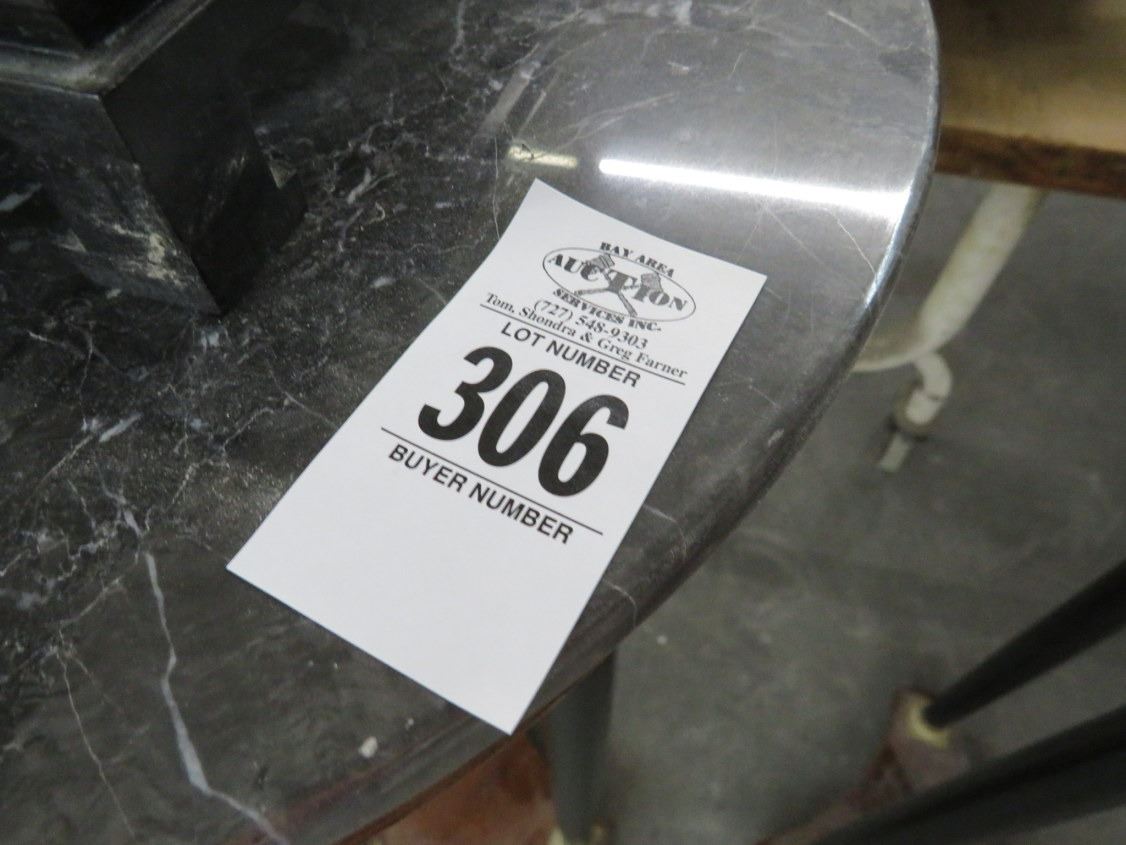 BAY AREA
AUCTION
SERVICES INC.
(727) 548-9303
Tom, Shondra & Greg Farner
LOT NUMBER
306
BUYER NUMBER